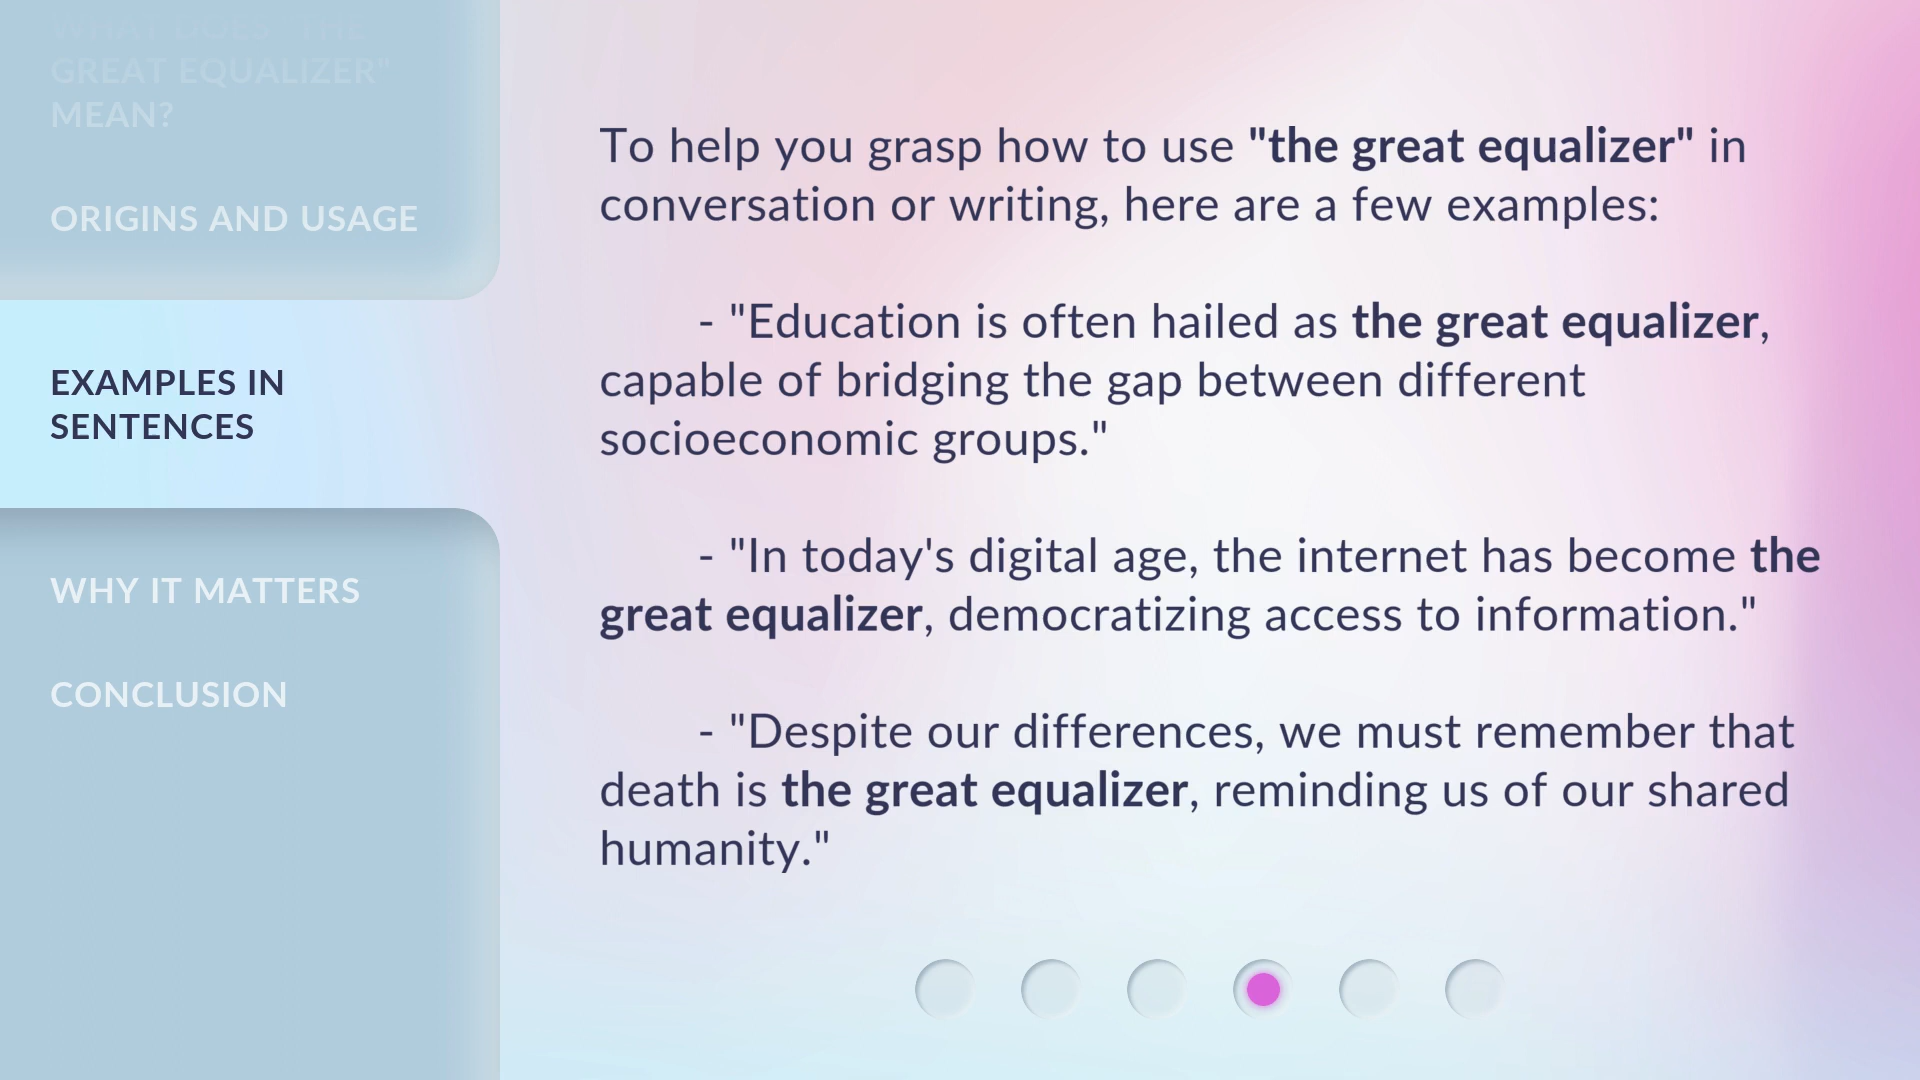 WHAT DOES "THE
GREAT EQUALIZER"
MEAN?
ORIGINS AND USAGE
EXAMPLES IN
SENTENCES
WHY IT MATTERS
CONCLUSION
To help you grasp how to use "the great equalizer" in
conversation or writing, here are a few examples:
- "Education is often hailed as the great equalizer,
capable of bridging the gap between different
socioeconomic groups."
- "In today's digital age, the internet has become the
great equalizer, democratizing access to information."
- "Despite our differences, we must remember that
death is the great equalizer, reminding us of our shared
humanity."